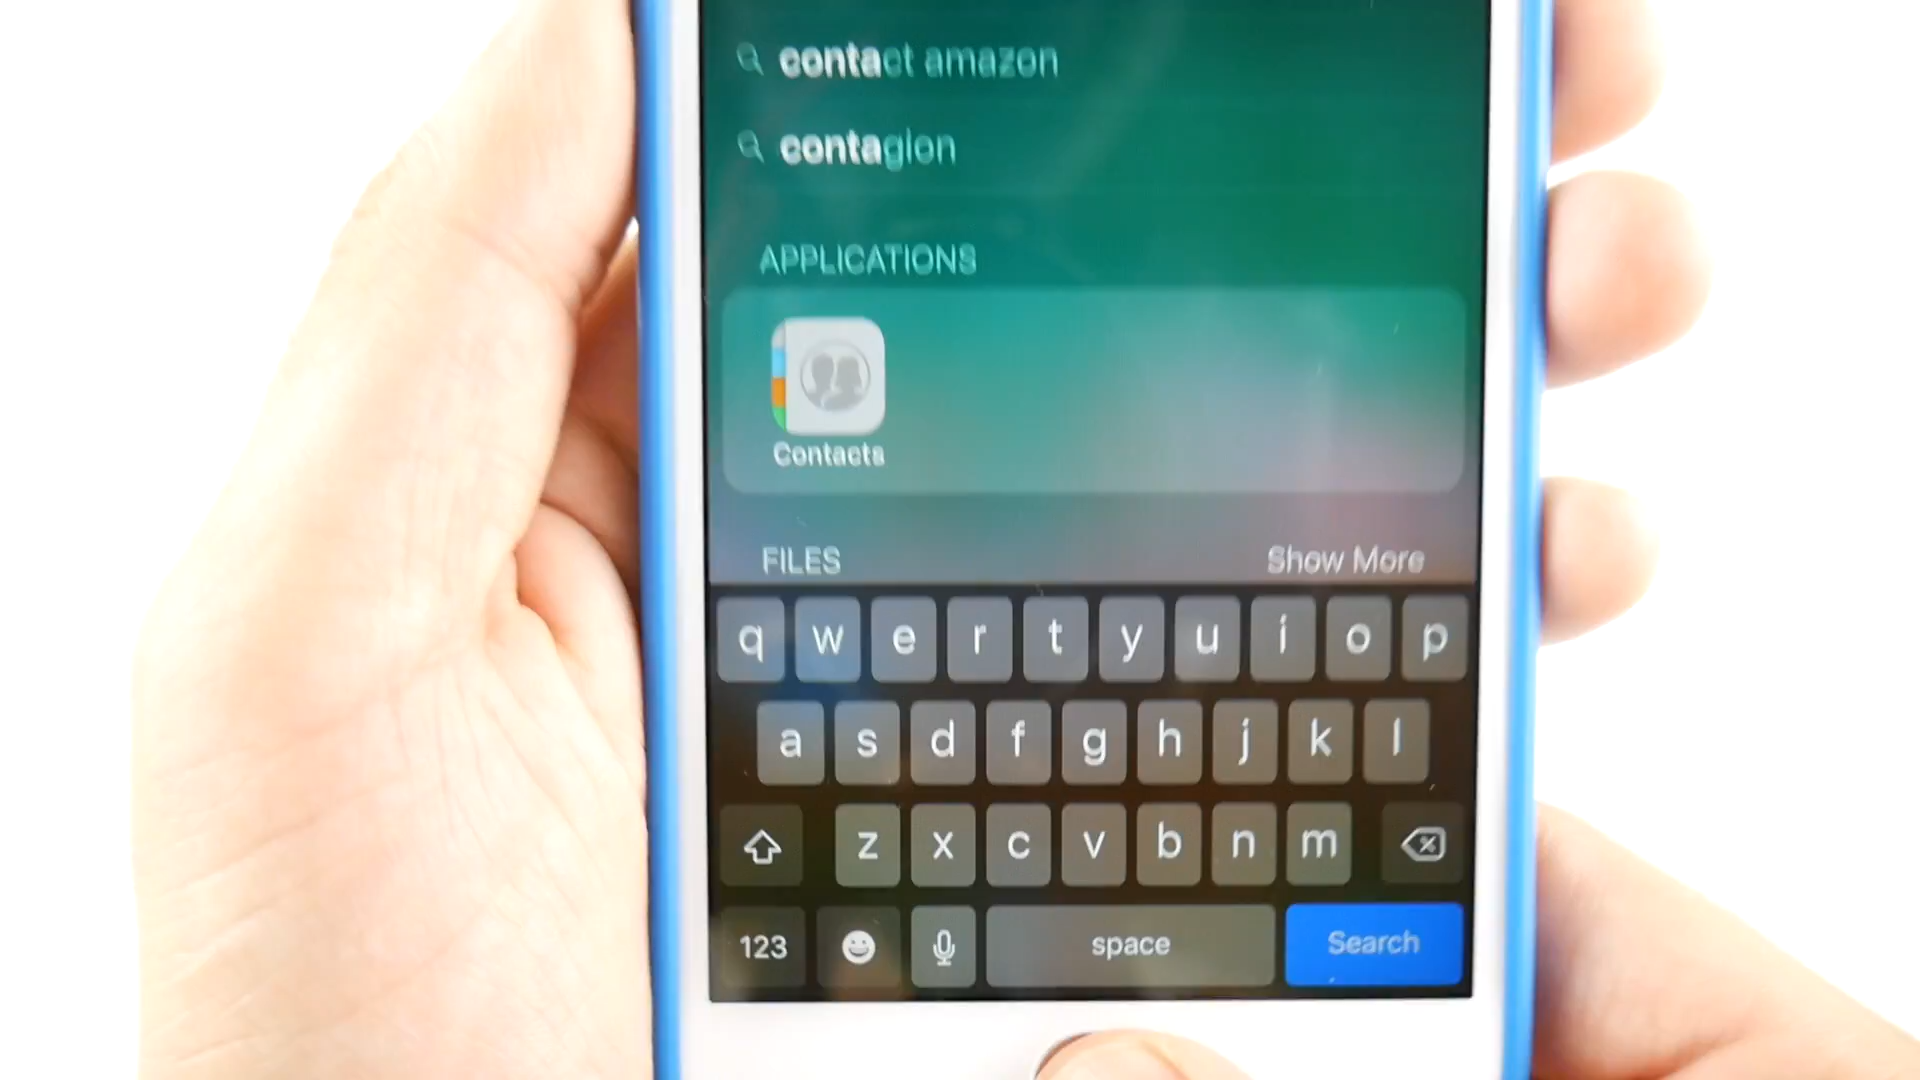 contact amazon
contagion
APPLICATIONS
Contacts
FILES Show More
q w e r t y u i o p
a s d f g h j k l
z x c v b n m
123 space Search